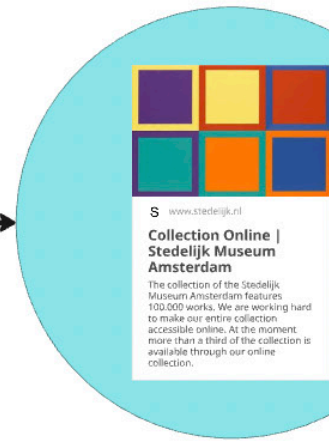 S www.stedelijk.nl
Collection Online |
Stedelijk Museum
Amsterdam
The collection of the Stedelijk
Museum Amsterdam features
100.000 works. We are working hard
to make our entire collection
accessible online. At the moment
more than a third of the collection is
available through our online
collection.